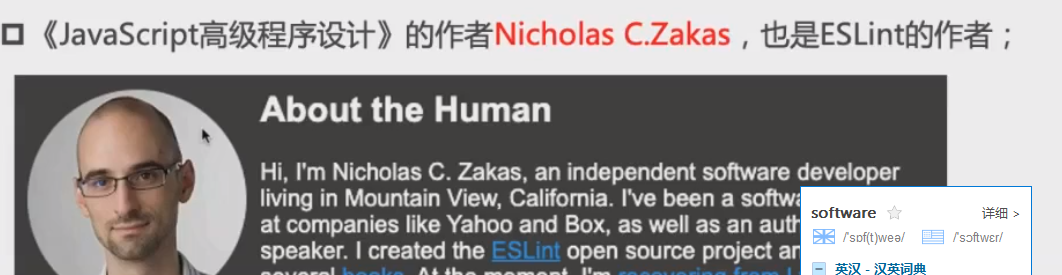 《JavaScript高级程序设计》的作者Nicholas C.Zakas，也是ESLint的作者；
About the Human
Hi, I'm Nicholas C. Zakas, an independent software developer
living in Mountain View, California. I've been a softwa
at companies like Yahoo and Box, as well as an auth
speaker. I created the ESLint open source project an
several books. At the moment, I'm recovering from L
software 详细 >
/ˈsɒf(t)weə/ /ˈsɔftwɛr/
英汉 - 汉英词典